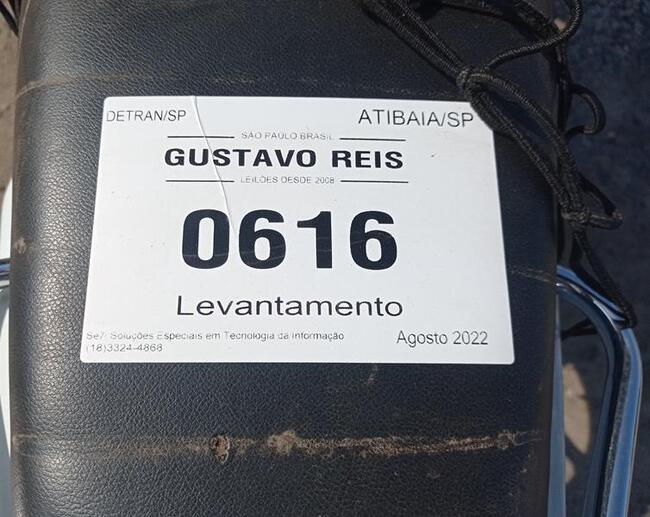 DETRAN/SP ATIBAIA/SP
SÃO PAULO BRASIL
GUSTAVO REIS
LEILÕES DESDE 2008
0616
Levantamento
Se7- Soluções Especiais em Tecnologia da Informação
(18)3324-4868 Agosto 2022